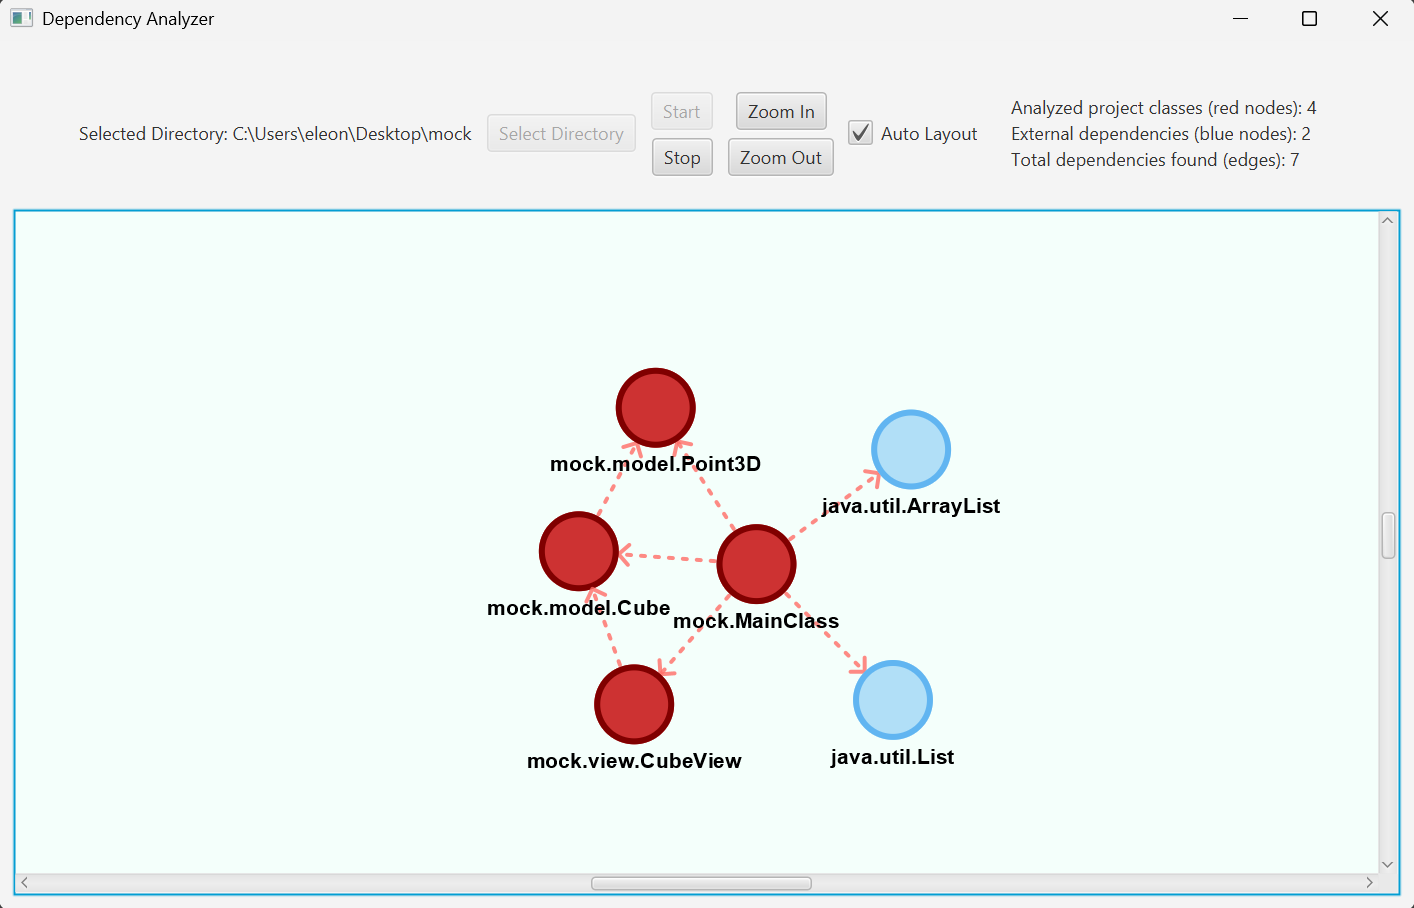 Dependency Analyzer
Selected Directory: C:\Users\eleon\Desktop\mock
Select Directory
Start
Stop
Zoom In
Zoom Out
Auto Layout
Analyzed project classes (red nodes): 4
External dependencies (blue nodes): 2
Total dependencies found (edges): 7
mock.model.Point3D
java.util.ArrayList
mock.model.Cube
mock.MainClass
mock.view.CubeView
java.util.List